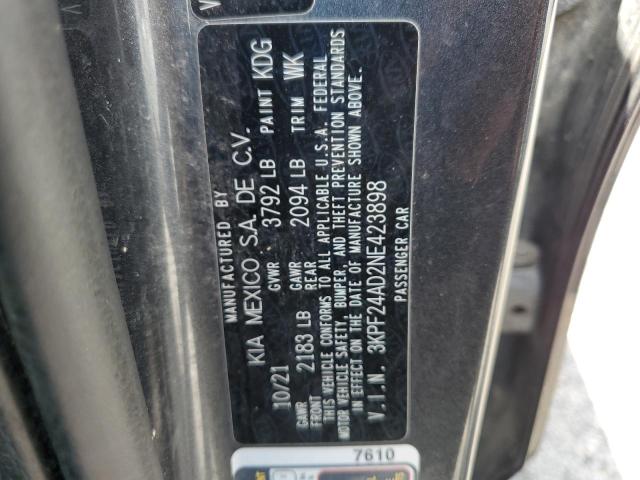 MANUFACTURED BY
KIA MEXICO S.A. DE C.V.
10/21 GVWR 3792 LB PAINT KDG
GAWR FRONT 2183 LB GAWR REAR 2094 LB TRIM WK
THIS VEHICLE CONFORMS TO ALL APPLICABLE U.S.A. FEDERAL
MOTOR VEHICLE SAFETY, BUMPER, AND THEFT PREVENTION STANDARDS
IN EFFECT ON THE DATE OF MANUFACTURE SHOWN ABOVE.
V.I.N. 3KPF24AD2NE423898
PASSENGER CAR
7610